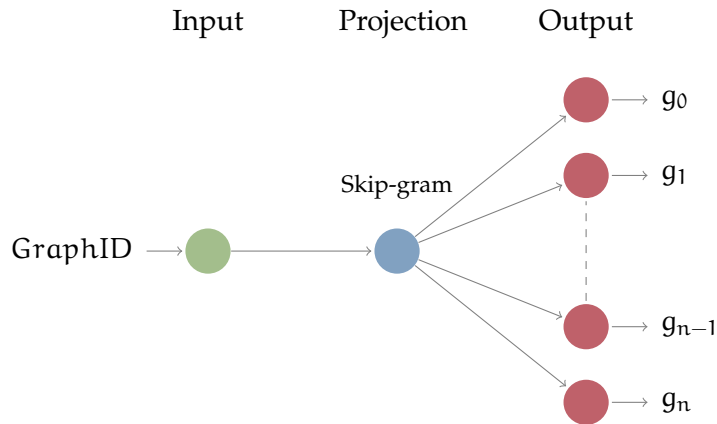 Input Projection Output
g₀
g₁
Skip-gram
GraphID
gₙ₋₁
gₙ